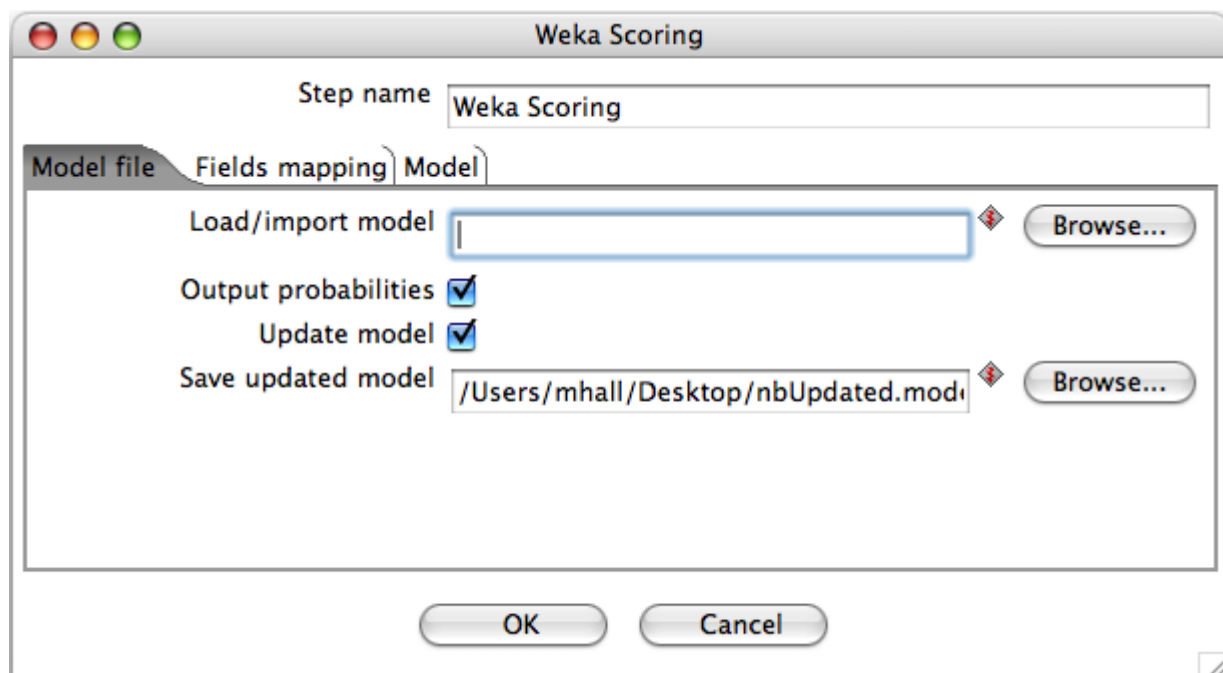 Weka Scoring
Step name Weka Scoring
Model file Fields mapping Model
Load/import model Browse...
Output probabilities
Update model
Save updated model /Users/mhall/Desktop/nbUpdated.mode Browse...
OK Cancel